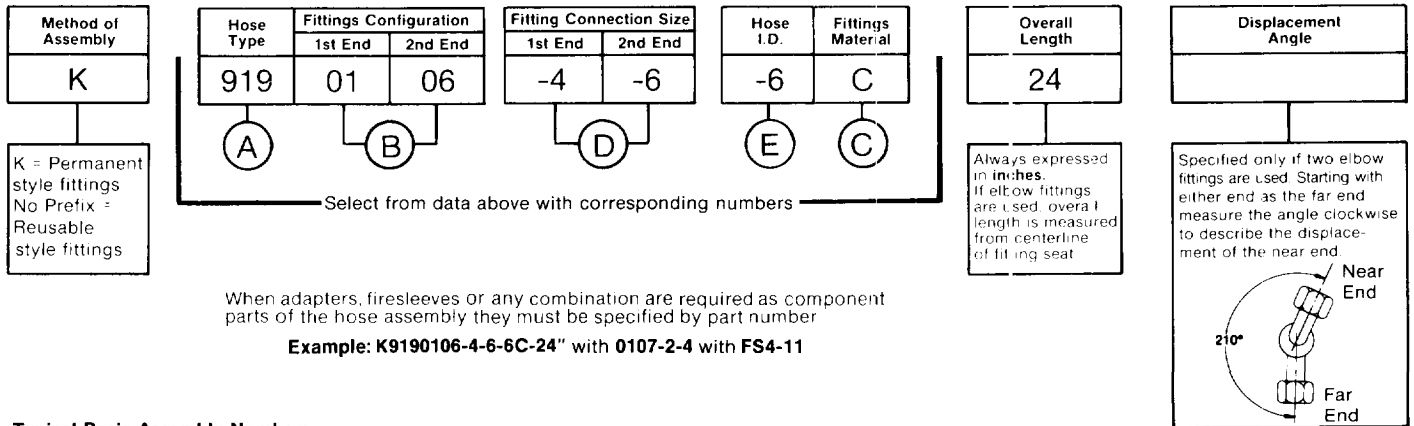 Method of
Assembly
K
K = Permanent
style fittings
No Prefix =
Reusable
style fittings
Hose
Type
Fittings Configuration
1st End
2nd End
Fitting Connection Size
1st End
2nd End
Hose
I.D.
Fittings
Material
919
01
06
-4
-6
-6
C
A
B
D
E
C
Select from data above with corresponding numbers
Overall
Length
24
Always expressed
in inches.
If elbow fittings
are used, overall
length is measured
from centerline
of fitting seat
Displacement
Angle
Specified only if two elbow
fittings are used. Starting with
either end as the far end
measure the angle clockwise
to describe the displace-
ment of the near end.
Near
End
210°
Far
End
When adapters, firesleeves or any combination are required as component
parts of the hose assembly they must be specified by part number
Example: K9190106-4-6-6C-24" with 0107-2-4 with FS4-11